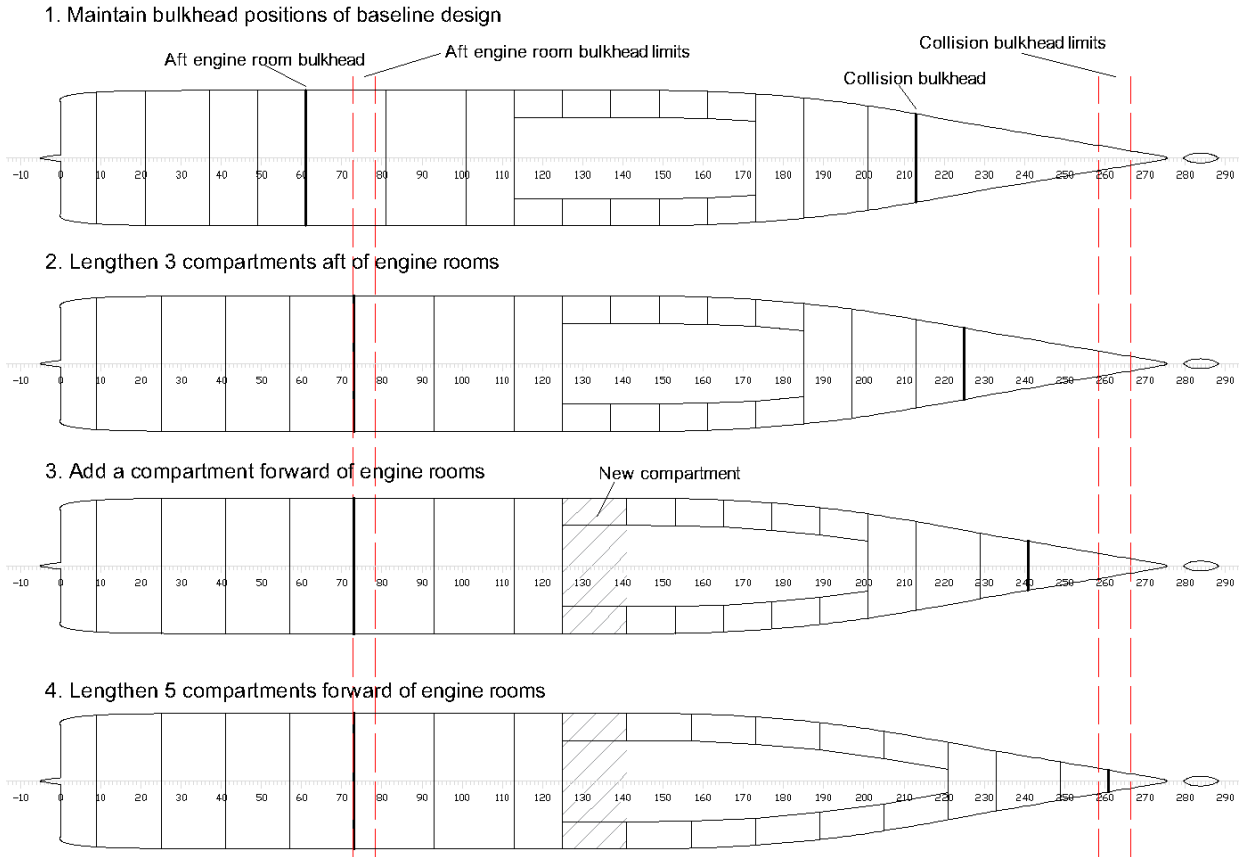 1. Maintain bulkhead positions of baseline design
Collision bulkhead limits
Aft engine room bulkhead limits
Aft engine room bulkhead
Collision bulkhead
-10 0 10 20 30 40 50 60 70 80 90 100 110 120 130 140 150 160 170 180 190 200 210 220 230 240 250 260 270 280 290
2. Lengthen 3 compartments aft of engine rooms
-10 0 10 20 30 40 50 60 70 80 90 100 110 120 130 140 150 160 170 180 190 200 210 220 230 240 250 260 270 280 290
3. Add a compartment forward of engine rooms
New compartment
-10 0 10 20 30 40 50 60 70 80 90 100 110 120 130 140 150 160 170 180 190 200 210 220 230 240 250 260 270 280 290
4. Lengthen 5 compartments forward of engine rooms
-10 0 10 20 30 40 50 60 70 80 90 100 110 120 130 140 150 160 170 180 190 200 210 220 230 240 250 260 270 280 290